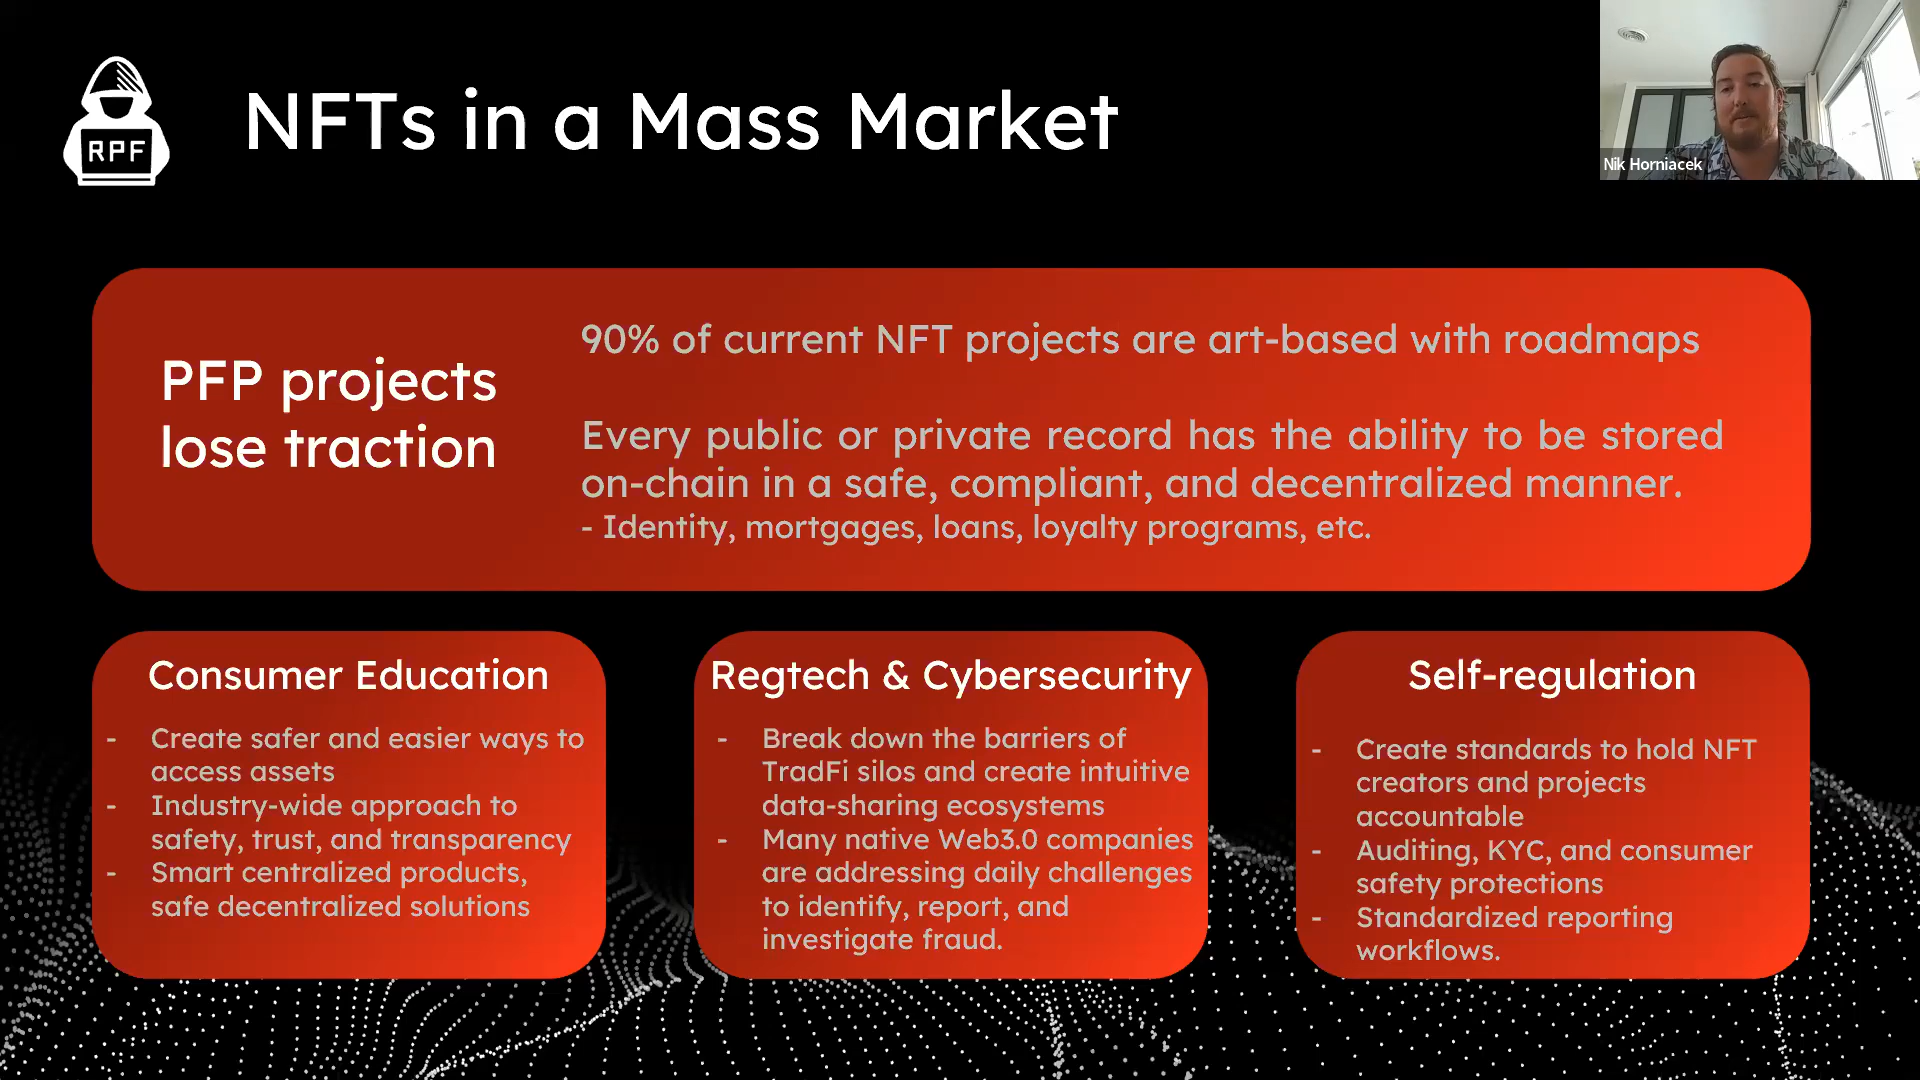 RPF
NFTs in a Mass Market
Nik Horniacek
PFP projects
lose traction
90% of current NFT projects are art-based with roadmaps
Every public or private record has the ability to be stored
on-chain in a safe, compliant, and decentralized manner.
- Identity, mortgages, loans, loyalty programs, etc.
Consumer Education
- Create safer and easier ways to
access assets
- Industry-wide approach to
safety, trust, and transparency
- Smart centralized products,
safe decentralized solutions
Regtech & Cybersecurity
- Break down the barriers of
TradFi silos and create intuitive
data-sharing ecosystems
- Many native Web3.0 companies
are addressing daily challenges
to identify, report, and
investigate fraud.
Self-regulation
- Create standards to hold NFT
creators and projects
accountable
- Auditing, KYC, and consumer
safety protections
- Standardized reporting
workflows.